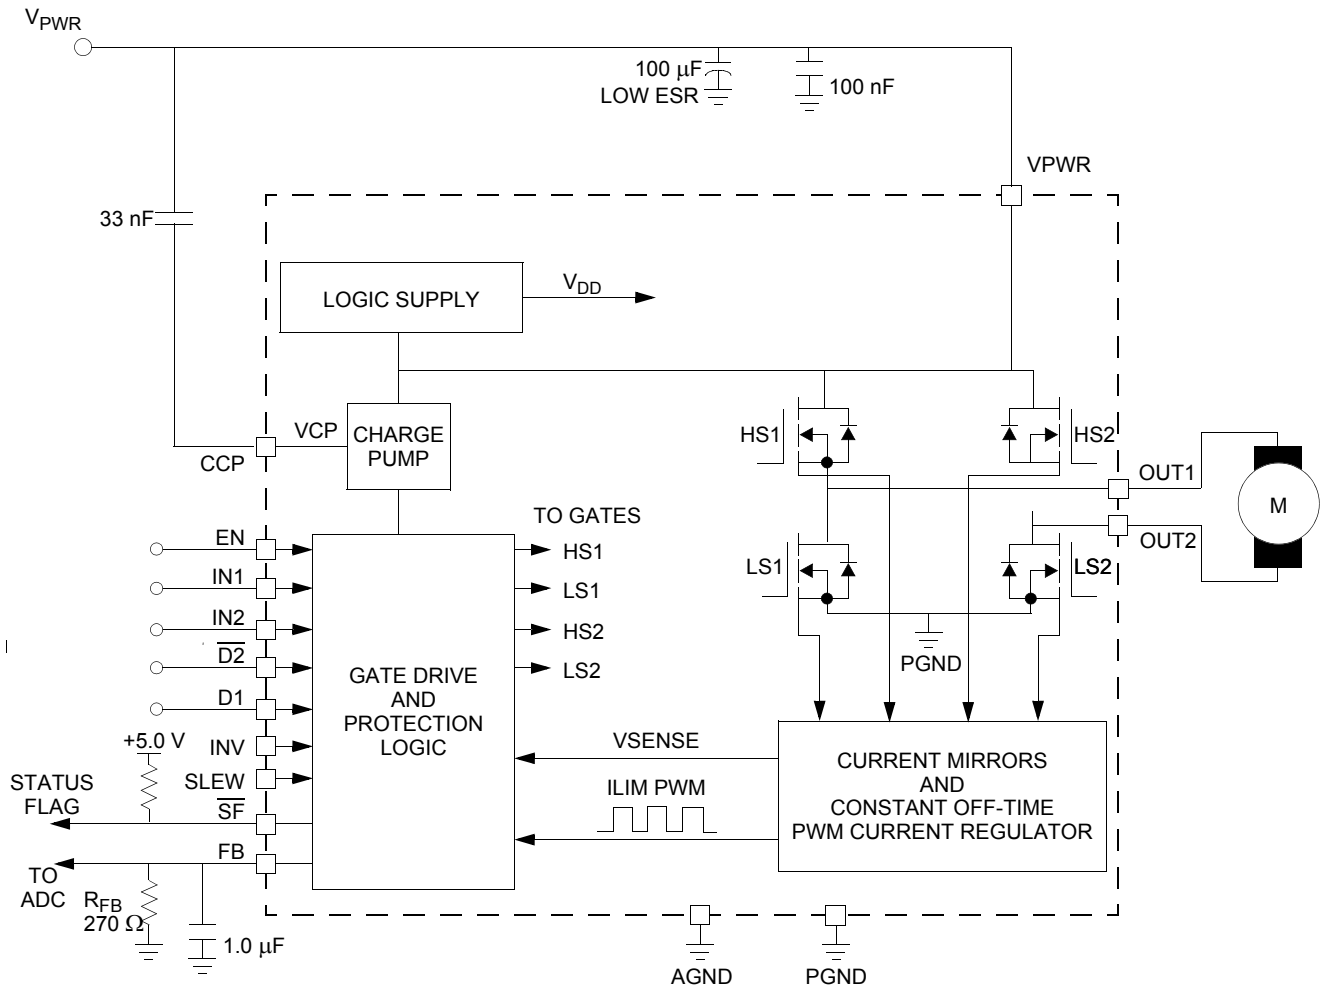 VPWR
100 μF
LOW ESR
100 nF
VPWR
33 nF
LOGIC SUPPLY
VDD
VCP
CHARGE
PUMP
CCP
HS1
HS2
OUT1
M
OUT2
TO GATES
HS1
LS1
HS2
LS2
EN
IN1
IN2
D2
D1
INV
SLEW
SF
FB
+5.0 V
STATUS
FLAG
TO
ADC
RFB
270 Ω
1.0 μF
GATE DRIVE
AND
PROTECTION
LOGIC
LS1
LS2
PGND
VSENSE
ILIM PWM
CURRENT MIRRORS
AND
CONSTANT OFF-TIME
PWM CURRENT REGULATOR
AGND
PGND